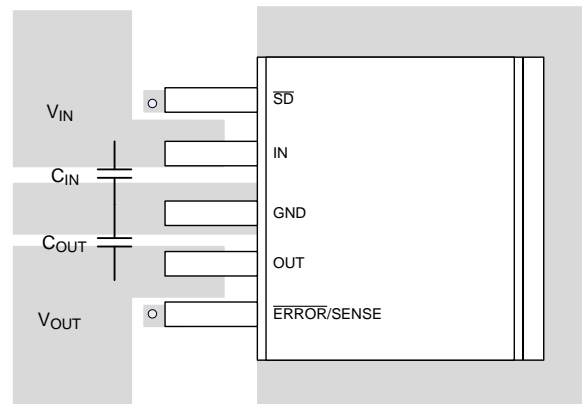 SD
V_IN
IN
C_IN
GND
C_OUT
OUT
V_OUT
ERROR/SENSE